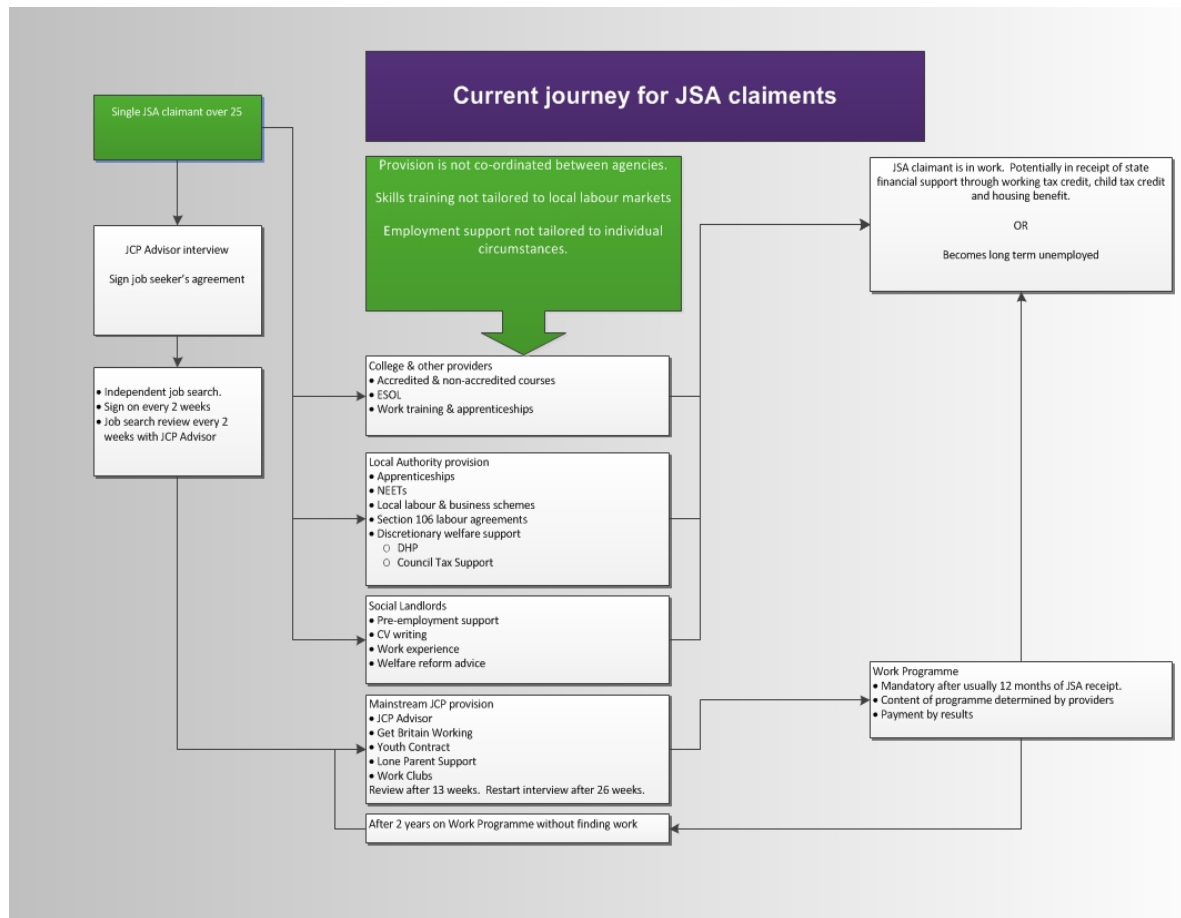 Current journey for JSA claiments
Single JSA claimant over 25
JCP Advisor interview
Sign job seeker's agreement
• Independent job search.
• Sign on every 2 weeks
• Job search review every 2
weeks with JCP Advisor
Provision is not co-ordinated between agencies.
Skills training not tailored to local labour markets
Employment support not tailored to individual
circumstances.
College & other providers
• Accredited & non-accredited courses
• ESOL
• Work training & apprenticeships
Local Authority provision
• Apprenticeships
• NEETs
• Local labour & business schemes
• Section 106 labour agreements
• Discretionary welfare support
○ DHP
○ Council Tax Support
Social Landlords
• Pre-employment support
• CV writing
• Work experience
• Welfare reform advice
Mainstream JCP provision
• JCP Advisor
• Get Britain Working
• Youth Contract
• Lone Parent Support
• Work Clubs
Review after 13 weeks.  Restart interview after 26 weeks.
After 2 years on Work Programme without finding work
JSA claimant is in work.  Potentially in receipt of state
financial support through working tax credit, child tax credit
and housing benefit.
OR
Becomes long term unemployed
Work Programme
• Mandatory after usually 12 months of JSA receipt.
• Content of programme determined by providers
• Payment by results